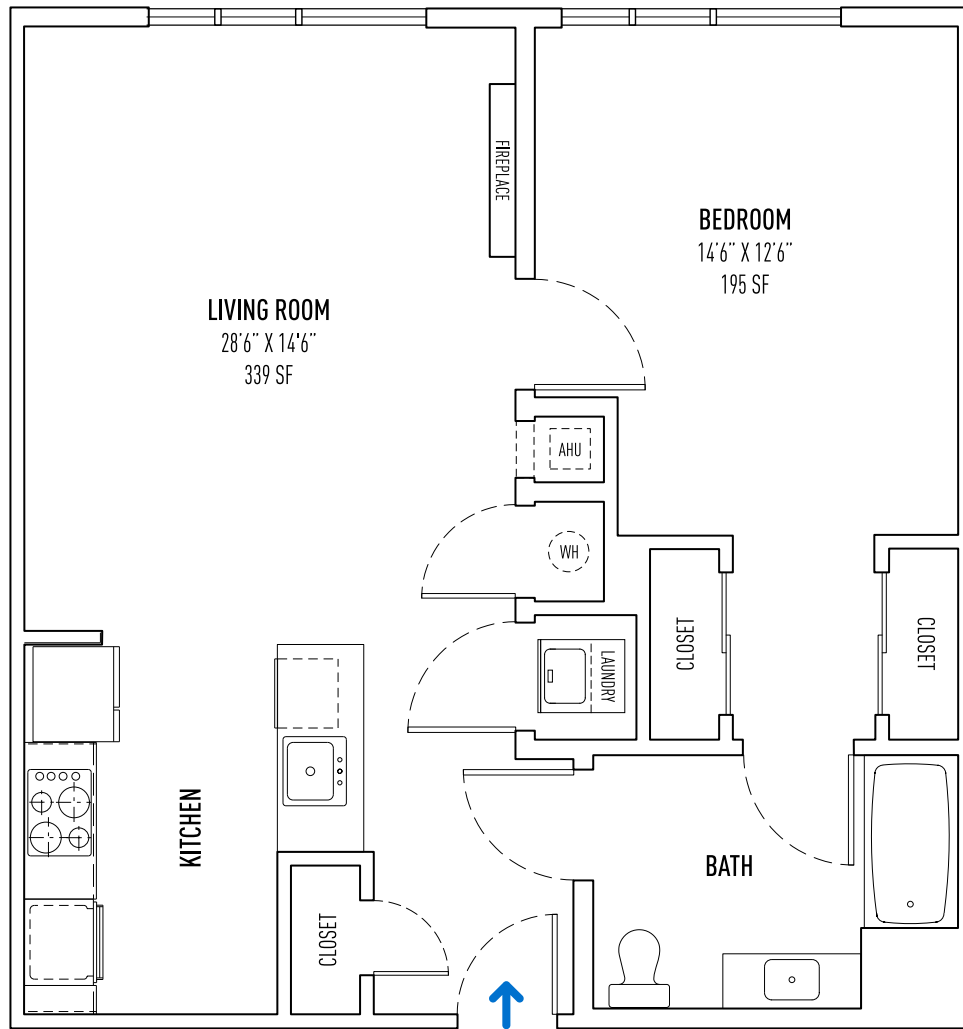 FIREPLACE
BEDROOM
14'6" X 12'6"
195 SF
LIVING ROOM
28'6" X 14'6"
339 SF
AHU
WH
LAUNDRY
CLOSET
CLOSET
KITCHEN
BATH
CLOSET